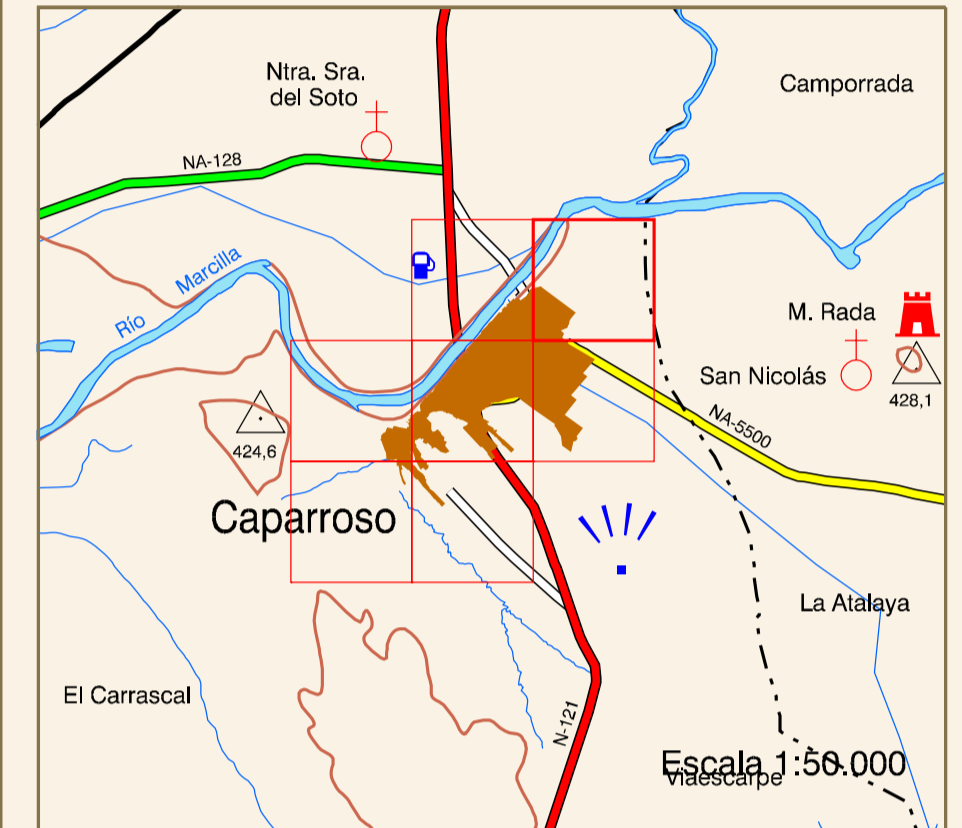 Ntra. Sra.
del Soto
Camporrada
NA-128
Río Marcilla
M. Rada
San Nicolás
428,1
NA-5500
424,6
Caparroso
La Atalaya
El Carrascal
N-121
Escala 1:50.000
Viaescarpe